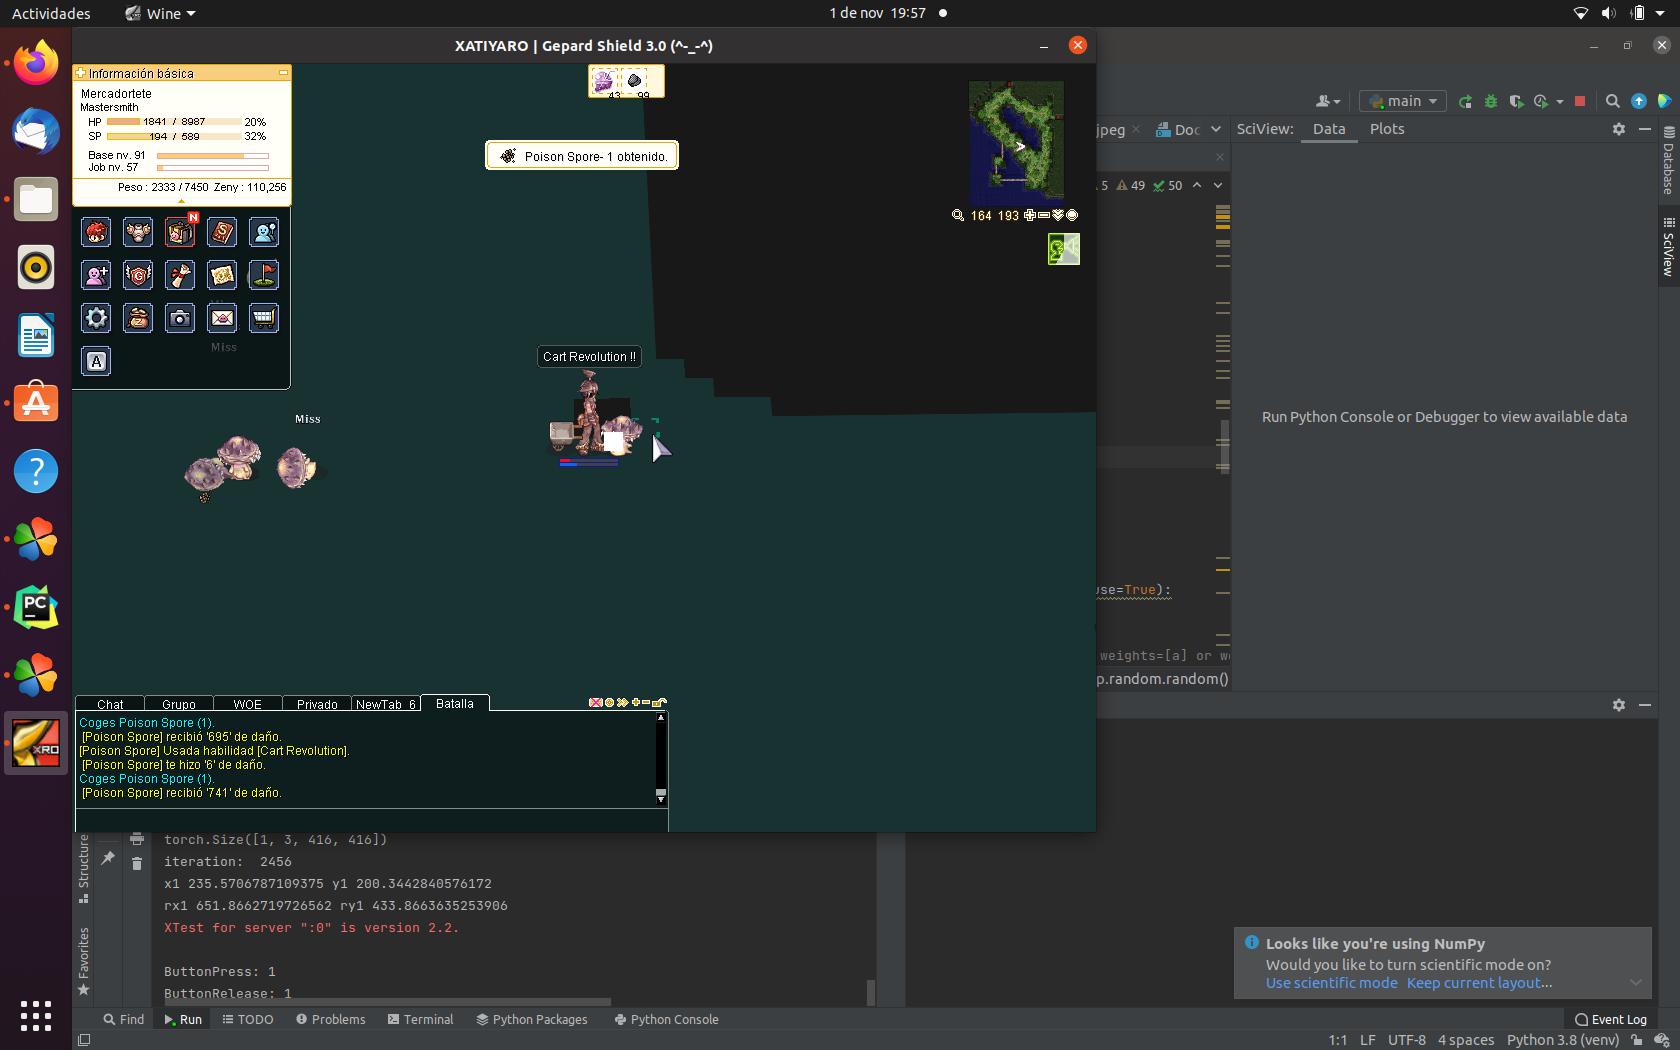 Actividades
Wine
1 de nov 19:57
XATIYARO | Gepard Shield 3.0 (^-_-^)
Información básica
Mercadortete
Mastersmith
HP 1841 / 8987 20%
SP 194 / 589 32%
Base nv. 91
Job nv. 57
Peso : 2333 / 7450 Zeny : 110,256
N
A
43 99
Poison Spore- 1 obtenido.
164 193
Miss
Cart Revolution !!
Miss
Chat Grupo WOE Privado NewTab 6 Batalla
Coges Poison Spore (1).
[Poison Spore] recibió '695' de daño.
[Poison Spore] Usada habilidad [Cart Revolution].
[Poison Spore] te hizo '6' de daño.
Coges Poison Spore (1).
[Poison Spore] recibió '741' de daño.
main
jpeg
Doc
SciView: Data Plots
5 49 50
Database
SciView
Run Python Console or Debugger to view available data
use=True):
weights=[a] or we
p.random.random()
PC
XRO
Structure
Favorites
torch.Size([1, 3, 416, 416])
iteration: 2456
x1 235.5706787109375 y1 200.3442840576172
rx1 651.8662719726562 ry1 433.8663635253906
XTest for server ":0" is version 2.2.
ButtonPress: 1
ButtonRelease: 1
Looks like you're using NumPy
Would you like to turn scientific mode on?
Use scientific mode Keep current layout...
Find Run TODO Problems Terminal Python Packages Python Console
Event Log
1:1 LF UTF-8 4 spaces Python 3.8 (venv)